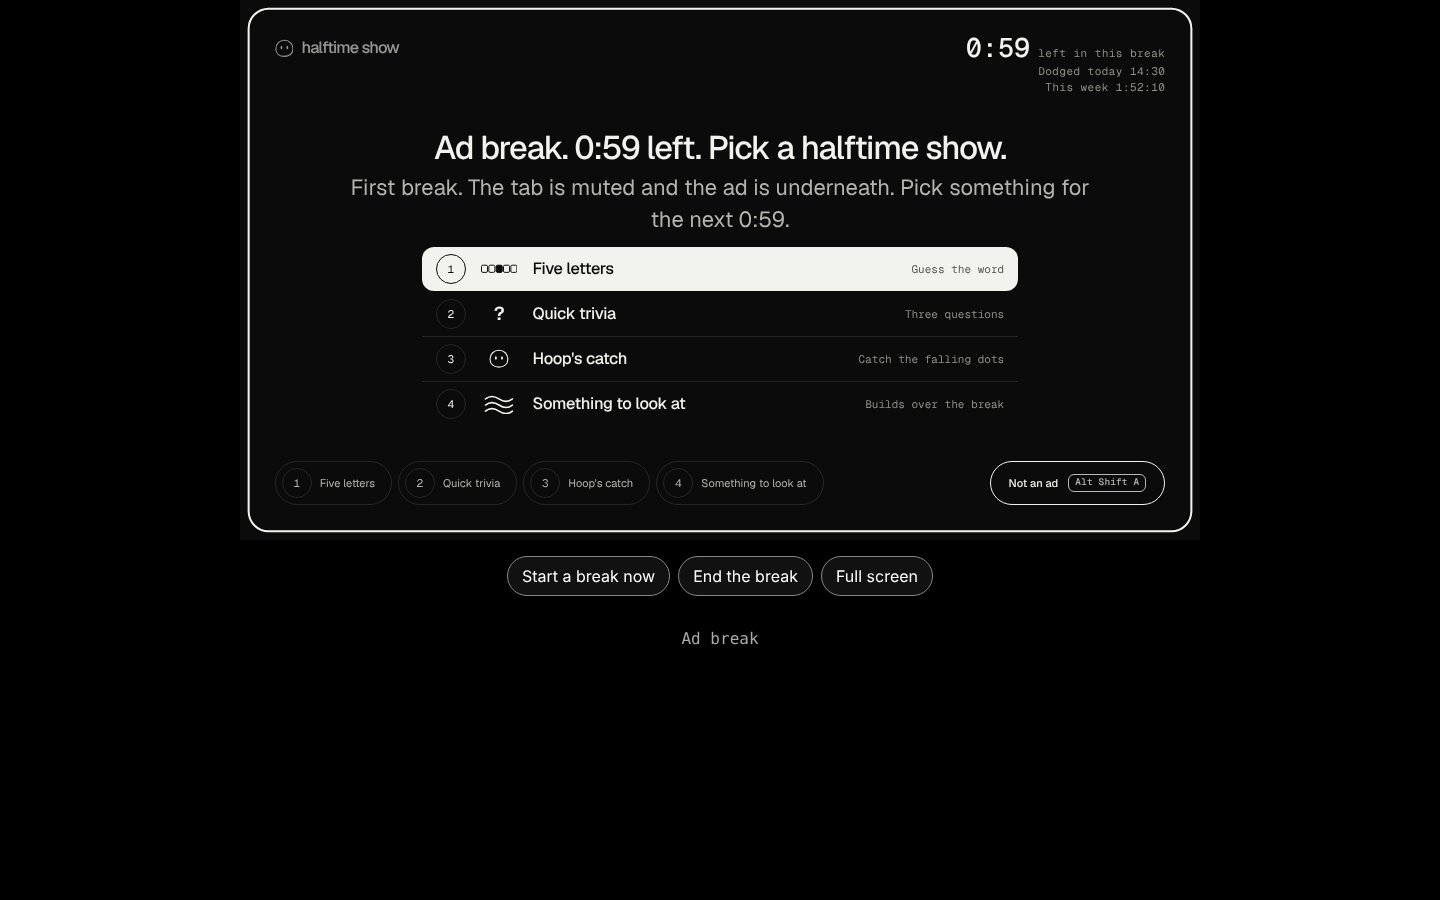 halftime show
0:59 left in this break
Dodged today 14:30
This week 1:52:10
Ad break. 0:59 left. Pick a halftime show.
First break. The tab is muted and the ad is underneath. Pick something for
the next 0:59.
1 Five letters Guess the word
2 ? Quick trivia Three questions
3 Hoop's catch Catch the falling dots
4 Something to look at Builds over the break
1 Five letters 2 Quick trivia 3 Hoop's catch 4 Something to look at Not an ad Alt Shift A
Start a break now End the break Full screen
Ad break